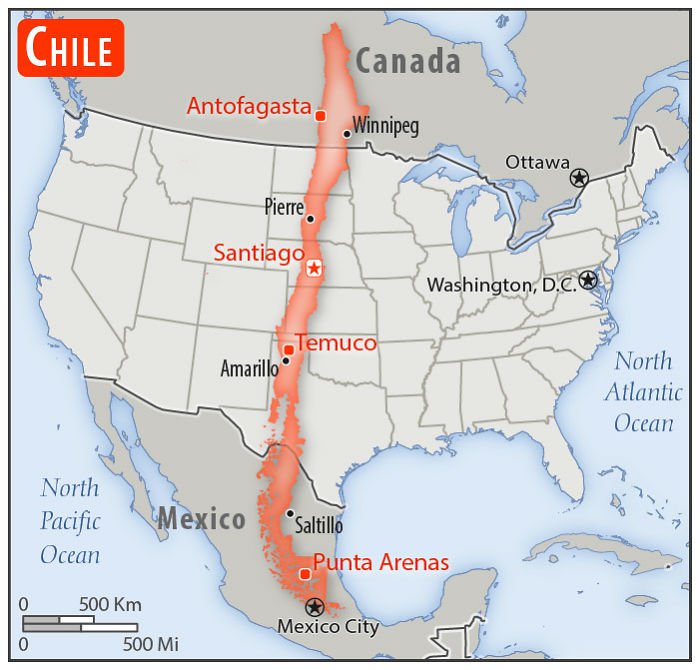 CHILE
Canada
Antofagasta
Winnipeg
Ottawa
Pierre
Santiago
Washington, D.C.
Temuco
Amarillo
North
Atlantic
Ocean
North
Pacific
Ocean
Mexico
Saltillo
Punta Arenas
Mexico City
0 500 Km
0 500 Mi